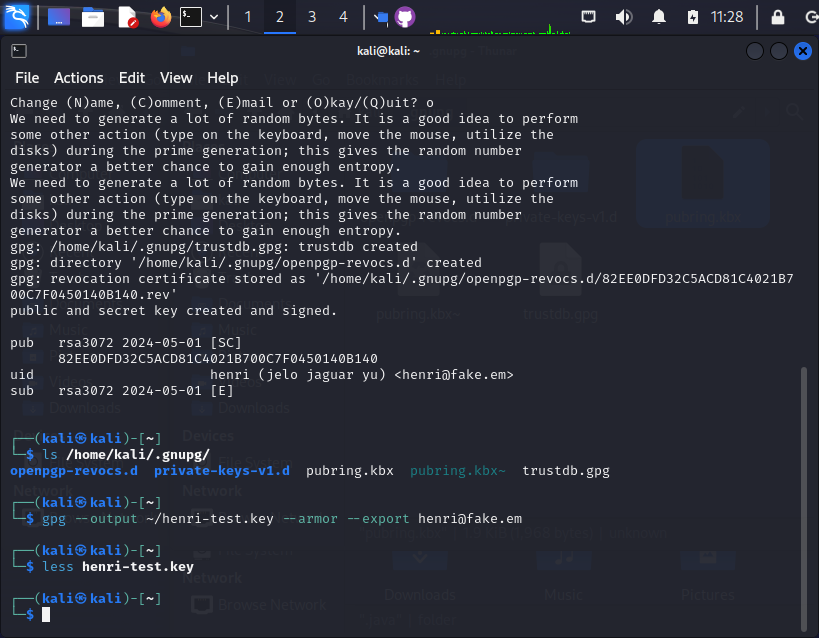 1 2 3 4 11:28
kali@kali: ~
File Actions Edit View Help
Change (N)ame, (C)omment, (E)mail or (O)kay/(Q)uit? o
We need to generate a lot of random bytes. It is a good idea to perform
some other action (type on the keyboard, move the mouse, utilize the
disks) during the prime generation; this gives the random number
generator a better chance to gain enough entropy.
We need to generate a lot of random bytes. It is a good idea to perform
some other action (type on the keyboard, move the mouse, utilize the
disks) during the prime generation; this gives the random number
generator a better chance to gain enough entropy.
gpg: /home/kali/.gnupg/trustdb.gpg: trustdb created
gpg: directory '/home/kali/.gnupg/openpgp-revocs.d' created
gpg: revocation certificate stored as '/home/kali/.gnupg/openpgp-revocs.d/82EE0DFD32C5ACD81C4021B7
00C7F0450140B140.rev'
public and secret key created and signed.
pub   rsa3072 2024-05-01 [SC]
      82EE0DFD32C5ACD81C4021B700C7F0450140B140
uid                      henri (jelo jaguar yu) <henri@fake.em>
sub   rsa3072 2024-05-01 [E]
┌──(kali㉿kali)-[~]
└─$ ls /home/kali/.gnupg/
openpgp-revocs.d  private-keys-v1.d  pubring.kbx  pubring.kbx~  trustdb.gpg
┌──(kali㉿kali)-[~]
└─$ gpg --output ~/henri-test.key --armor --export henri@fake.em
┌──(kali㉿kali)-[~]
└─$ less henri-test.key
┌──(kali㉿kali)-[~]
└─$